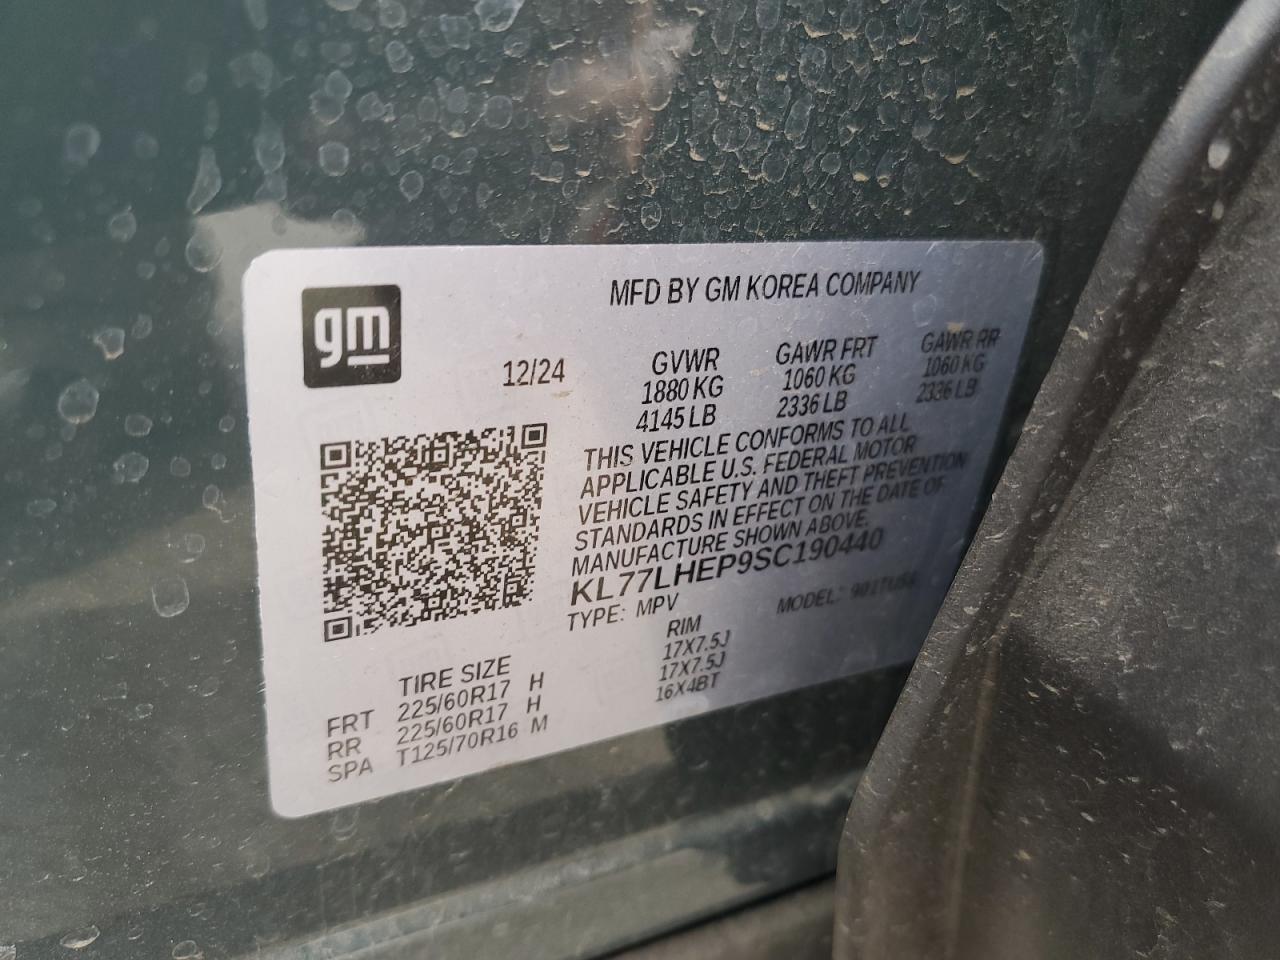 gm
MFD BY GM KOREA COMPANY
12/24
GVWR GAWR FRT GAWR RR
1880 KG 1060 KG 1060 KG
4145 LB 2336 LB 2336 LB
THIS VEHICLE CONFORMS TO ALL
APPLICABLE U.S. FEDERAL MOTOR
VEHICLE SAFETY AND THEFT PREVENTION
STANDARDS IN EFFECT ON THE DATE OF
MANUFACTURE SHOWN ABOVE.
KL77LHEP9SC190440
TYPE: MPV MODEL:
TIRE SIZE RIM
FRT 225/60R17 H 17X7.5J
RR 225/60R17 H 17X7.5J
SPA T125/70R16 M 16X4BT